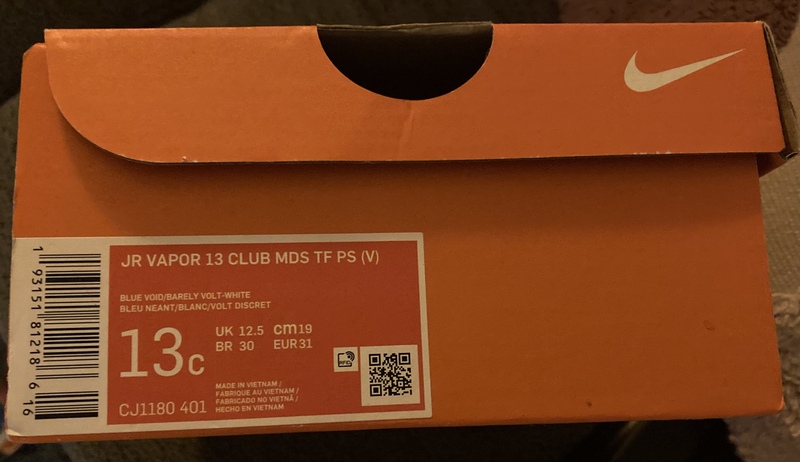 JR VAPOR 13 CLUB MDS TF PS (V)
BLUE VOID/BARELY VOLT-WHITE
BLEU NEANT/BLANC/VOLT DISCRET
13C
UK 12.5 cm19
BR 30 EUR31
MADE IN VIETNAM /
FABRIQUE AU VIETNAM /
FABRICADO NO VIETNÃ /
HECHO EN VIETNAM
CJ1180 401
1 93151 81218 6 16